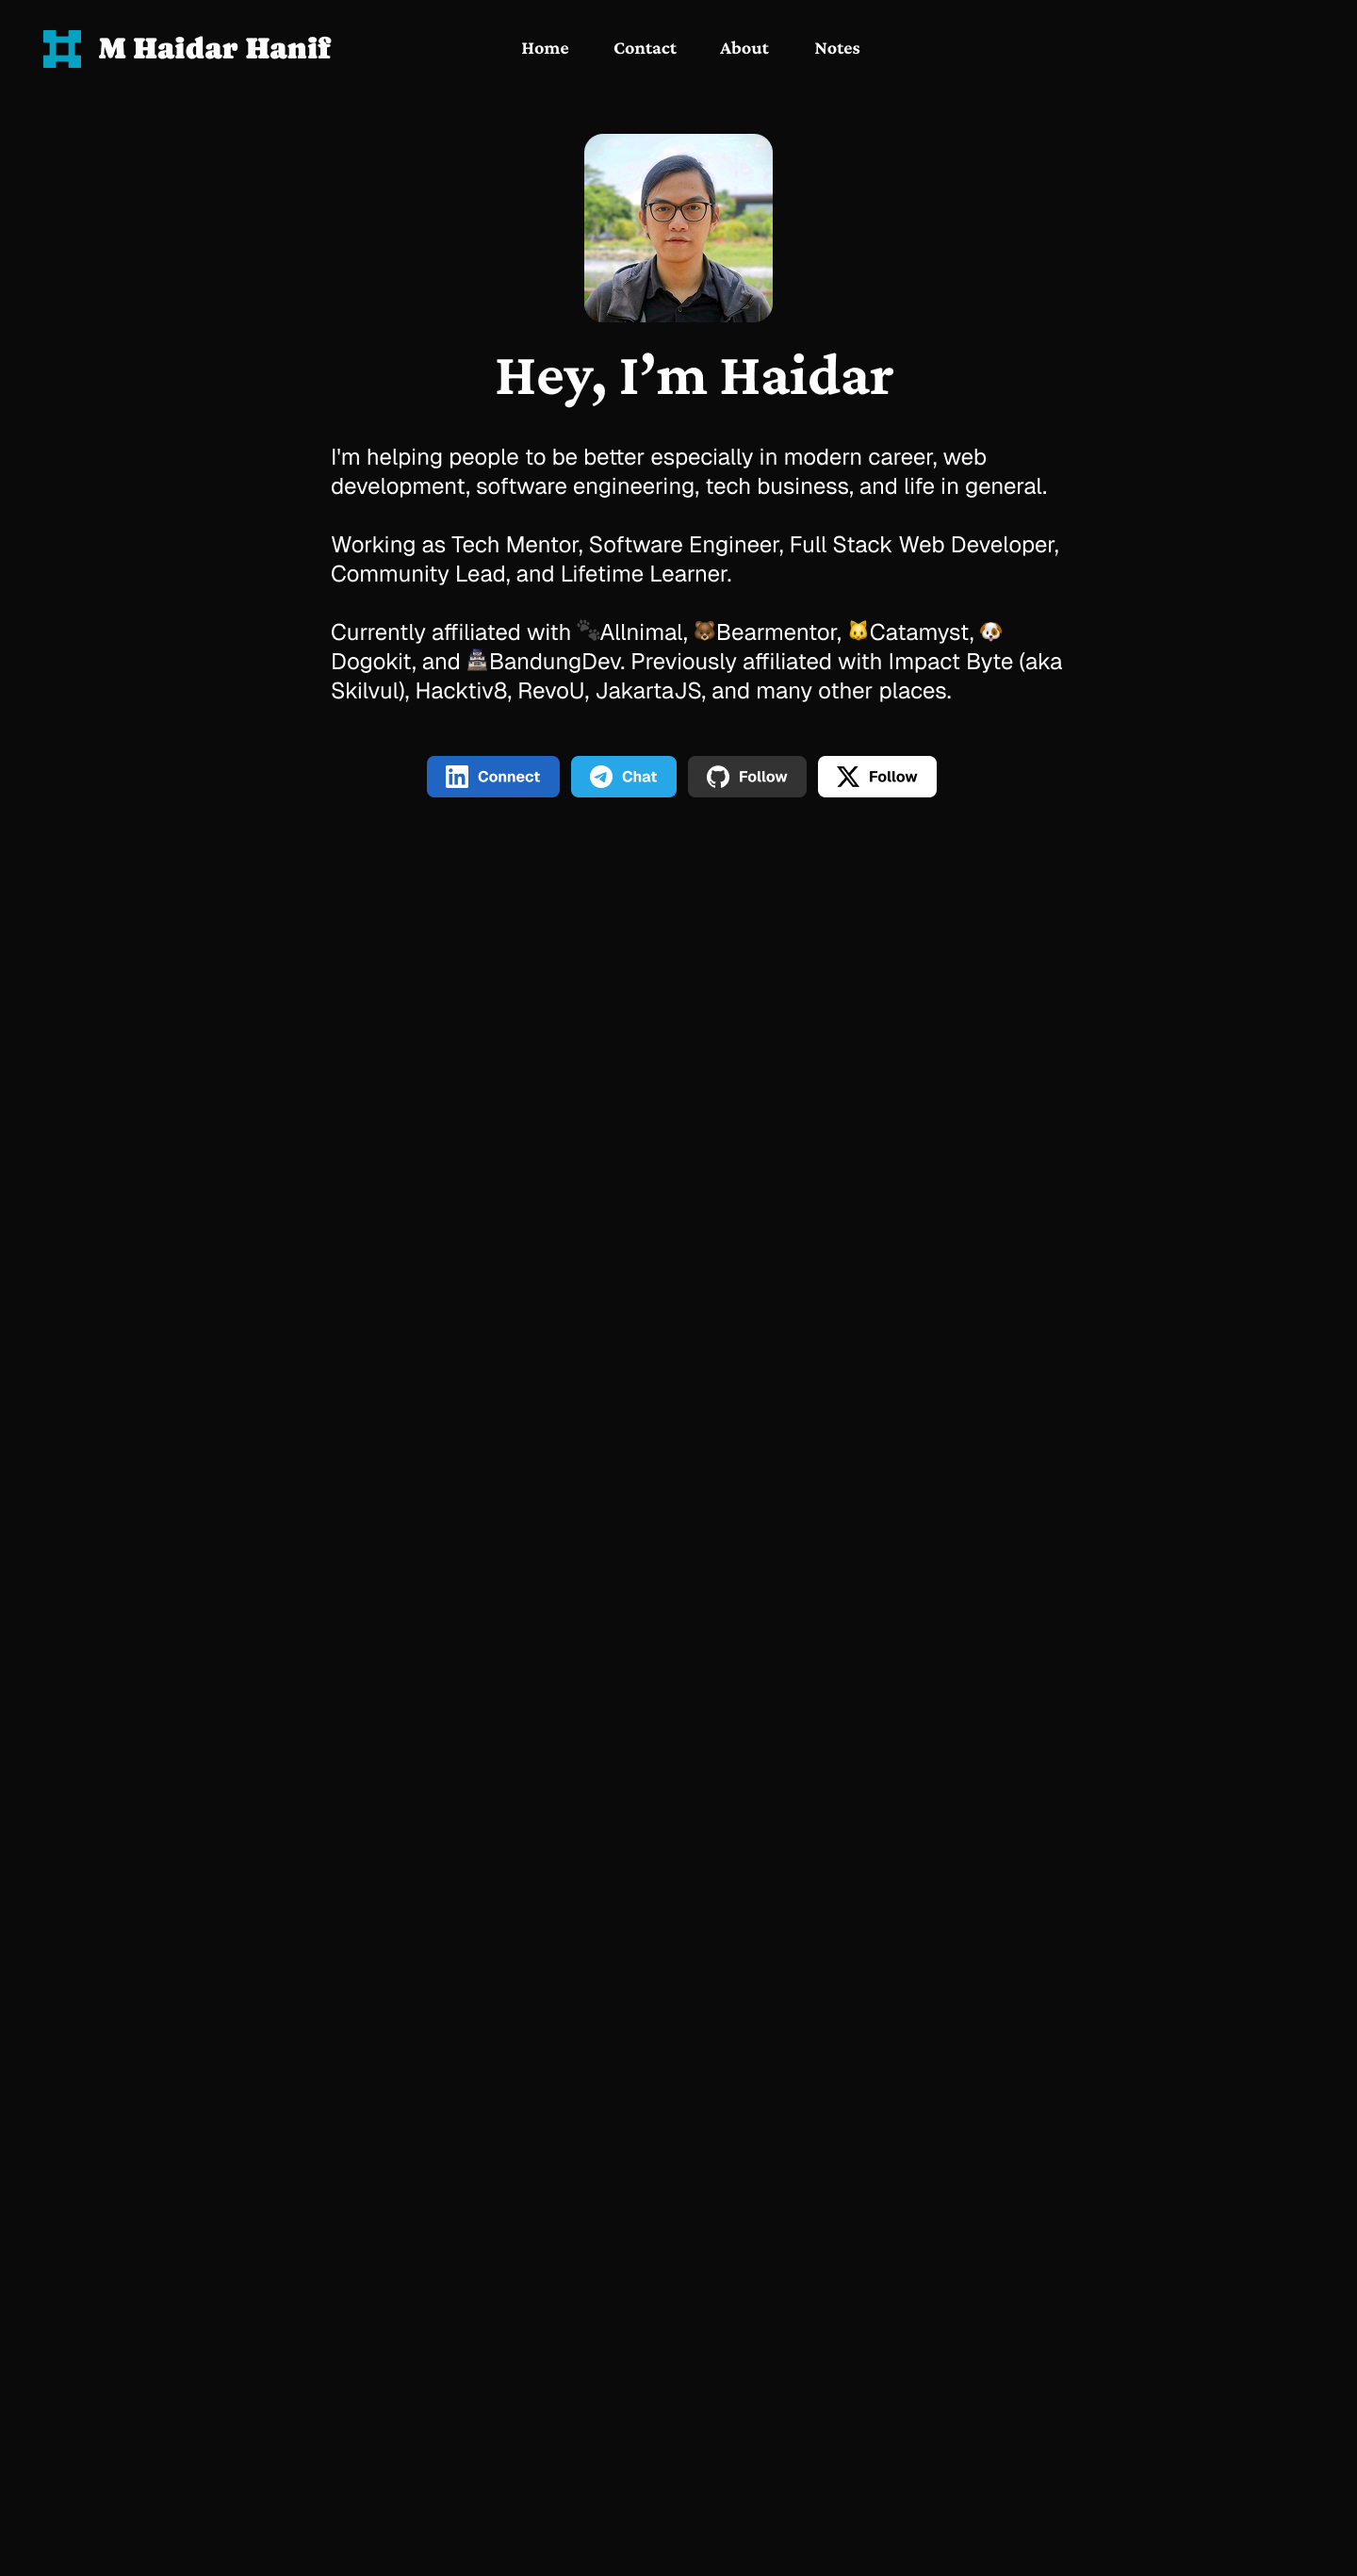 M Haidar Hanif
Home Contact About Notes
Hey, I’m Haidar
I'm helping people to be better especially in modern career, web
development, software engineering, tech business, and life in general.
Working as Tech Mentor, Software Engineer, Full Stack Web Developer,
Community Lead, and Lifetime Learner.
Currently affiliated with 🐾Allnimal, 🐻Bearmentor, 🐱Catamyst, 🐶
Dogokit, and 🏯BandungDev. Previously affiliated with Impact Byte (aka
Skilvul), Hacktiv8, RevoU, JakartaJS, and many other places.
Connect Chat Follow Follow